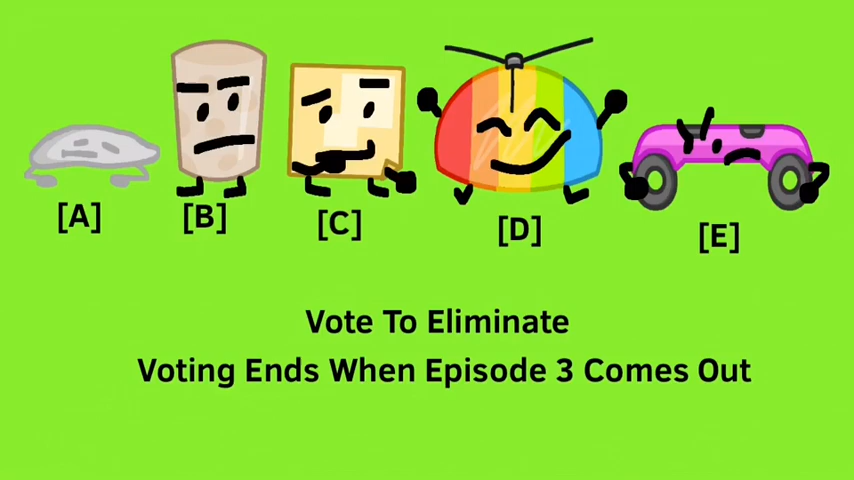 [A] [B] [C] [D] [E]
Vote To Eliminate
Voting Ends When Episode 3 Comes Out